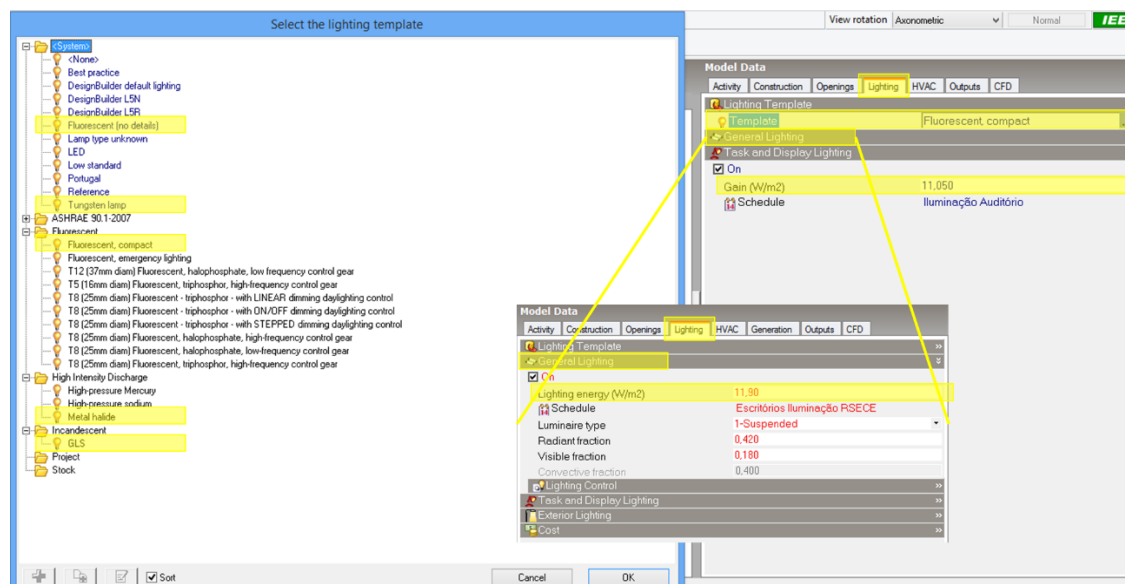 Select the lighting template
<System>
<None>
Best practice
DesignBuilder default lighting
DesignBuilder L5N
DesignBuilder L5R
Fluorescent (no details)
Lamp type unknown
LED
Low standard
Portugal
Reference
Tungsten lamp
ASHRAE 90.1-2007
Fluorescent
Fluorescent, compact
Fluorescent, emergency lighting
T12 (37mm diam) Fluorescent, halophosphate, low frequency control gear
T5 (16mm diam) Fluorescent, triphosphor, high-frequency control gear
T8 (25mm diam) Fluorescent - triphosphor - with LINEAR dimming daylighting control
T8 (25mm diam) Fluorescent - triphosphor - with ON/OFF dimming daylighting control
T8 (25mm diam) Fluorescent - triphosphor - with STEPPED dimming daylighting control
T8 (25mm diam) Fluorescent, halophosphate, high-frequency control gear
T8 (25mm diam) Fluorescent, halophosphate, low-frequency control gear
T8 (25mm diam) Fluorescent, triphosphor, high-frequency control gear
High Intensity Discharge
High-pressure Mercury
High-pressure sodium
Metal halide
Incandescent
GLS
Project
Stock
Sort
Cancel
OK
View rotation Axonometric Normal
Model Data
Activity Construction Openings Lighting HVAC Outputs CFD
Lighting Template
Template Fluorescent, compact
General Lighting
Task and Display Lighting
On
Gain (W/m2) 11,050
Schedule Iluminação Auditório
Model Data
Activity Construction Openings Lighting HVAC Generation Outputs CFD
Lighting Template
General Lighting
On
Lighting energy (W/m2) 11,90
Schedule Escritórios Iluminação RSECE
Luminaire type 1-Suspended
Radiant fraction 0,420
Visible fraction 0,180
Convective fraction 0,400
Lighting Control
Task and Display Lighting
Exterior Lighting
Cost